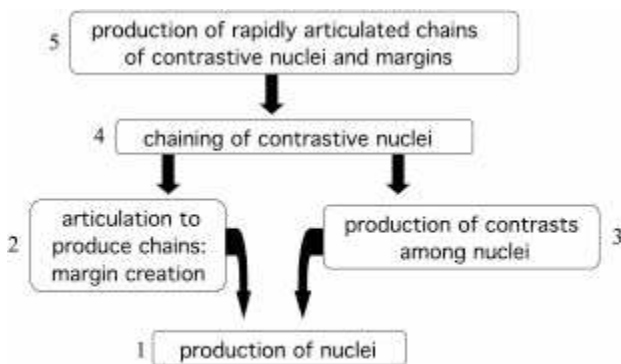 5
production of rapidly articulated chains
of contrastive nuclei and margins
4
chaining of contrastive nuclei
2
articulation to
produce chains:
margin creation
production of contrasts
among nuclei
3
1
production of nuclei